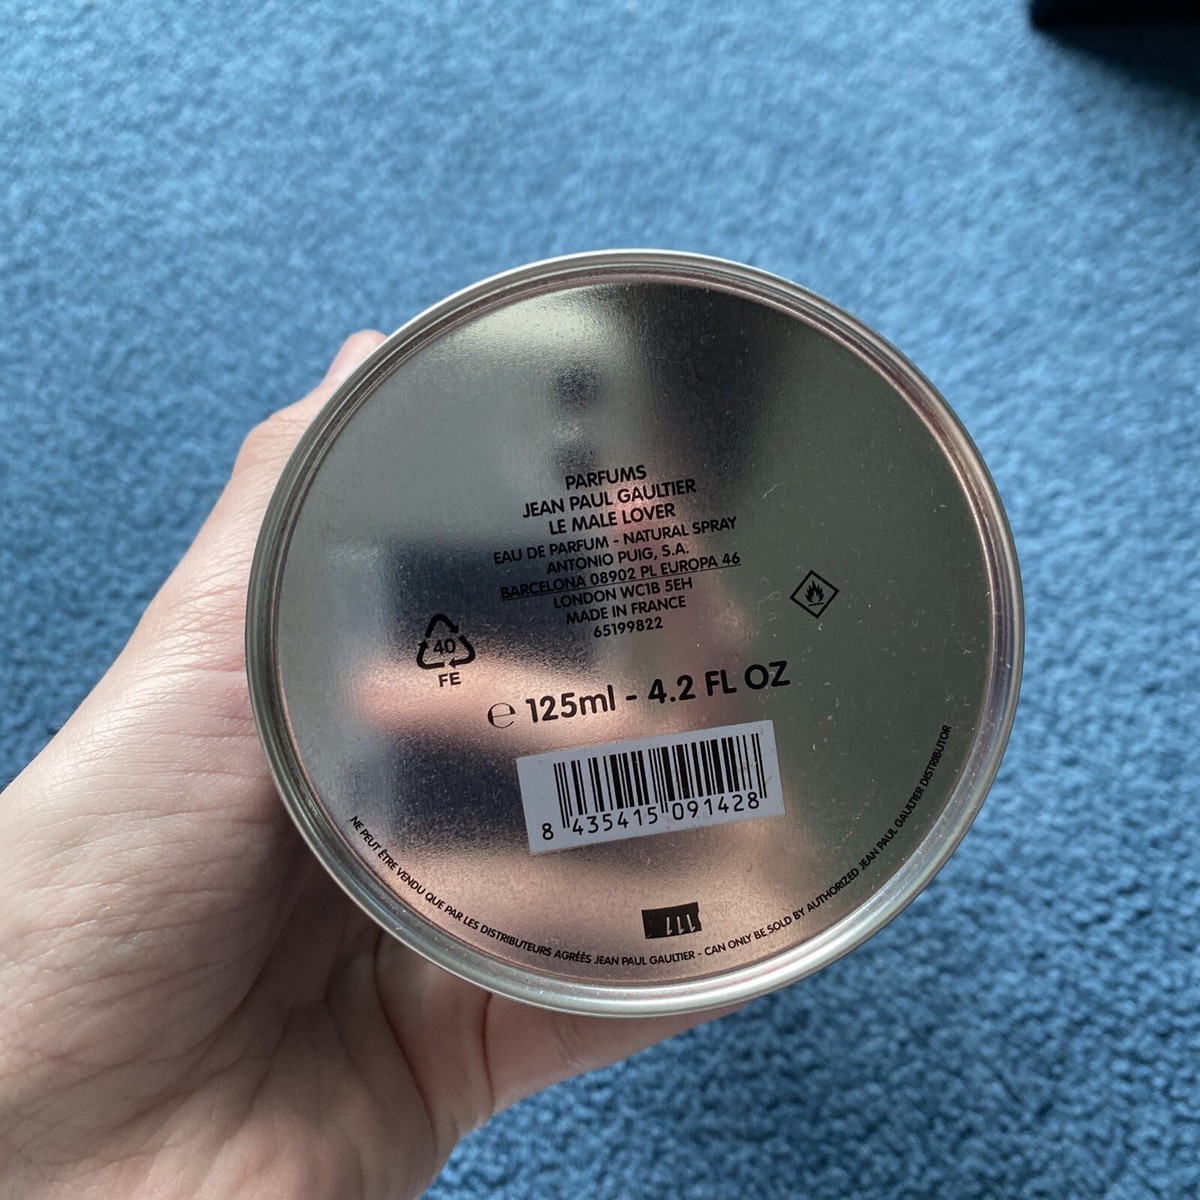 PARFUMS
JEAN PAUL GAULTIER
LE MALE LOVER
EAU DE PARFUM - NATURAL SPRAY
ANTONIO PUIG, S.A.
BARCELONA 08902 PL EUROPA 46
LONDON WC1B 5EH
MADE IN FRANCE
65199822
40
FE
℮ 125ml - 4.2 FL OZ
8 435415 091428
111
NE PEUT ÊTRE VENDU QUE PAR LES DISTRIBUTEURS AGRÉÉS JEAN PAUL GAULTIER - CAN ONLY BE SOLD BY AUTHORIZED JEAN PAUL GAULTIER DISTRIBUTOR